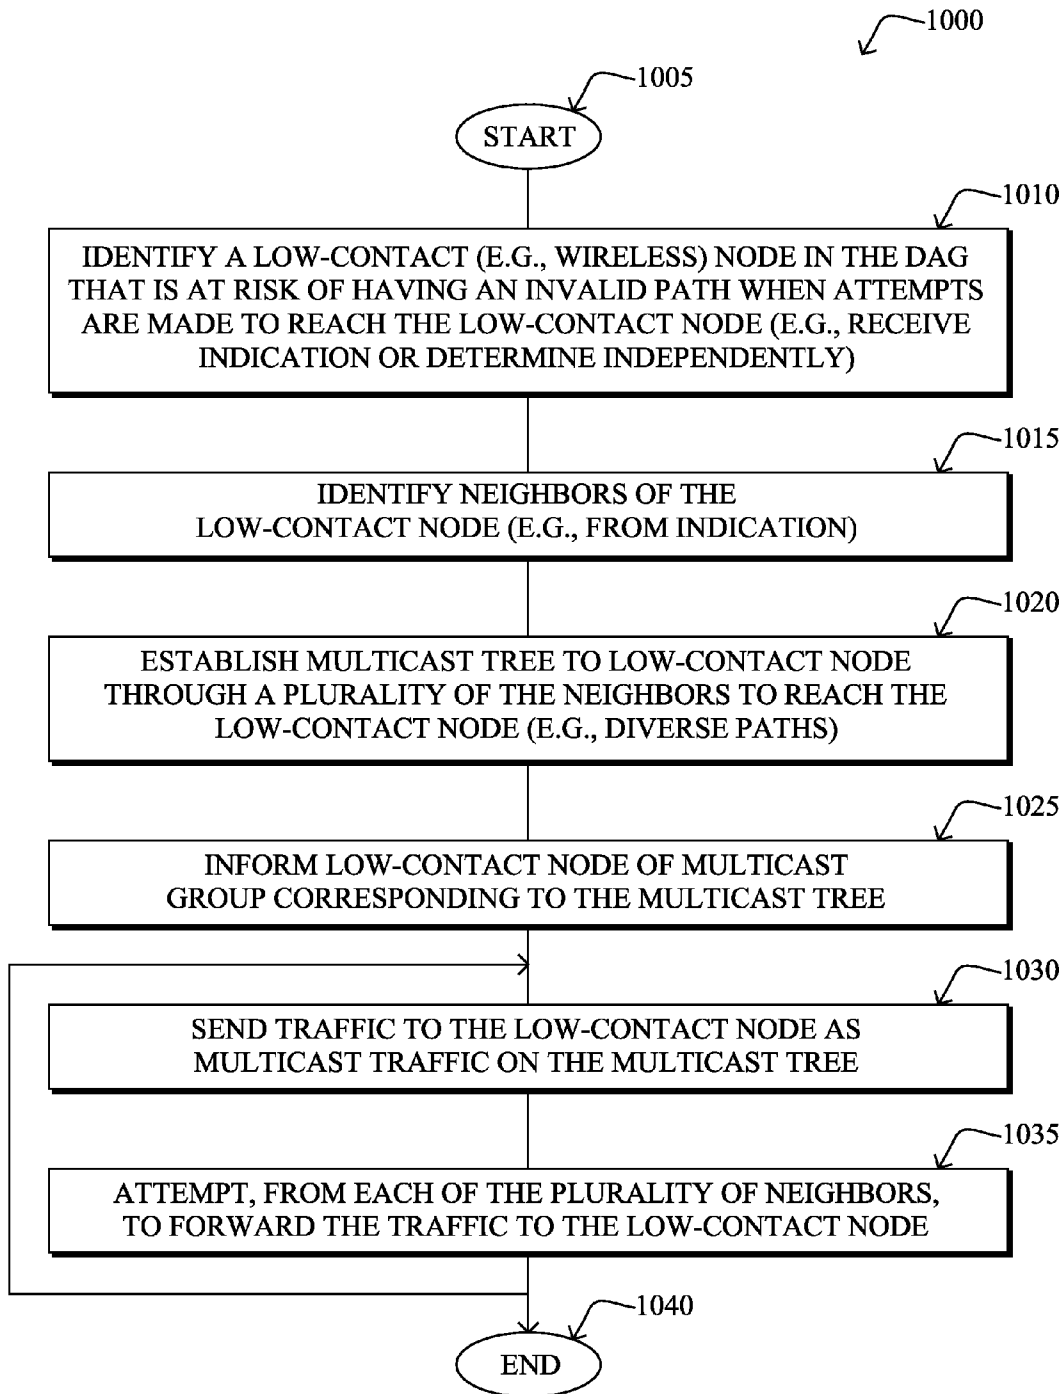 1000
1005
START
1010
IDENTIFY A LOW-CONTACT (E.G., WIRELESS) NODE IN THE DAG
THAT IS AT RISK OF HAVING AN INVALID PATH WHEN ATTEMPTS
ARE MADE TO REACH THE LOW-CONTACT NODE (E.G., RECEIVE
INDICATION OR DETERMINE INDEPENDENTLY)
1015
IDENTIFY NEIGHBORS OF THE
LOW-CONTACT NODE (E.G., FROM INDICATION)
1020
ESTABLISH MULTICAST TREE TO LOW-CONTACT NODE
THROUGH A PLURALITY OF THE NEIGHBORS TO REACH THE
LOW-CONTACT NODE (E.G., DIVERSE PATHS)
1025
INFORM LOW-CONTACT NODE OF MULTICAST
GROUP CORRESPONDING TO THE MULTICAST TREE
1030
SEND TRAFFIC TO THE LOW-CONTACT NODE AS
MULTICAST TRAFFIC ON THE MULTICAST TREE
1035
ATTEMPT, FROM EACH OF THE PLURALITY OF NEIGHBORS,
TO FORWARD THE TRAFFIC TO THE LOW-CONTACT NODE
1040
END